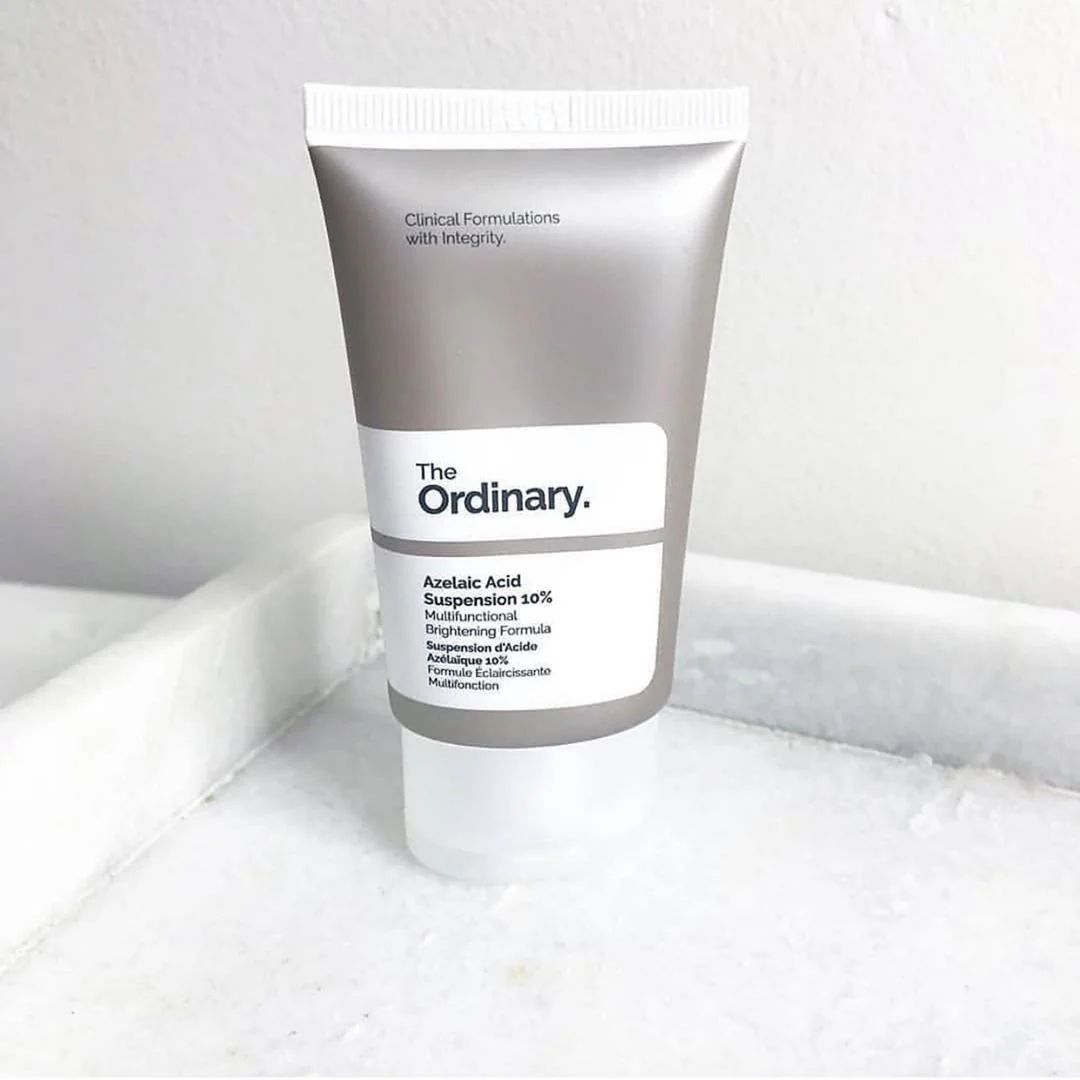 Clinical Formulations
with Integrity.
The
Ordinary.
Azelaic Acid
Suspension 10%
Multifunctional
Brightening Formula
Suspension d'Acide
Azélaïque 10%
Formule Éclaircissante
Multifonction